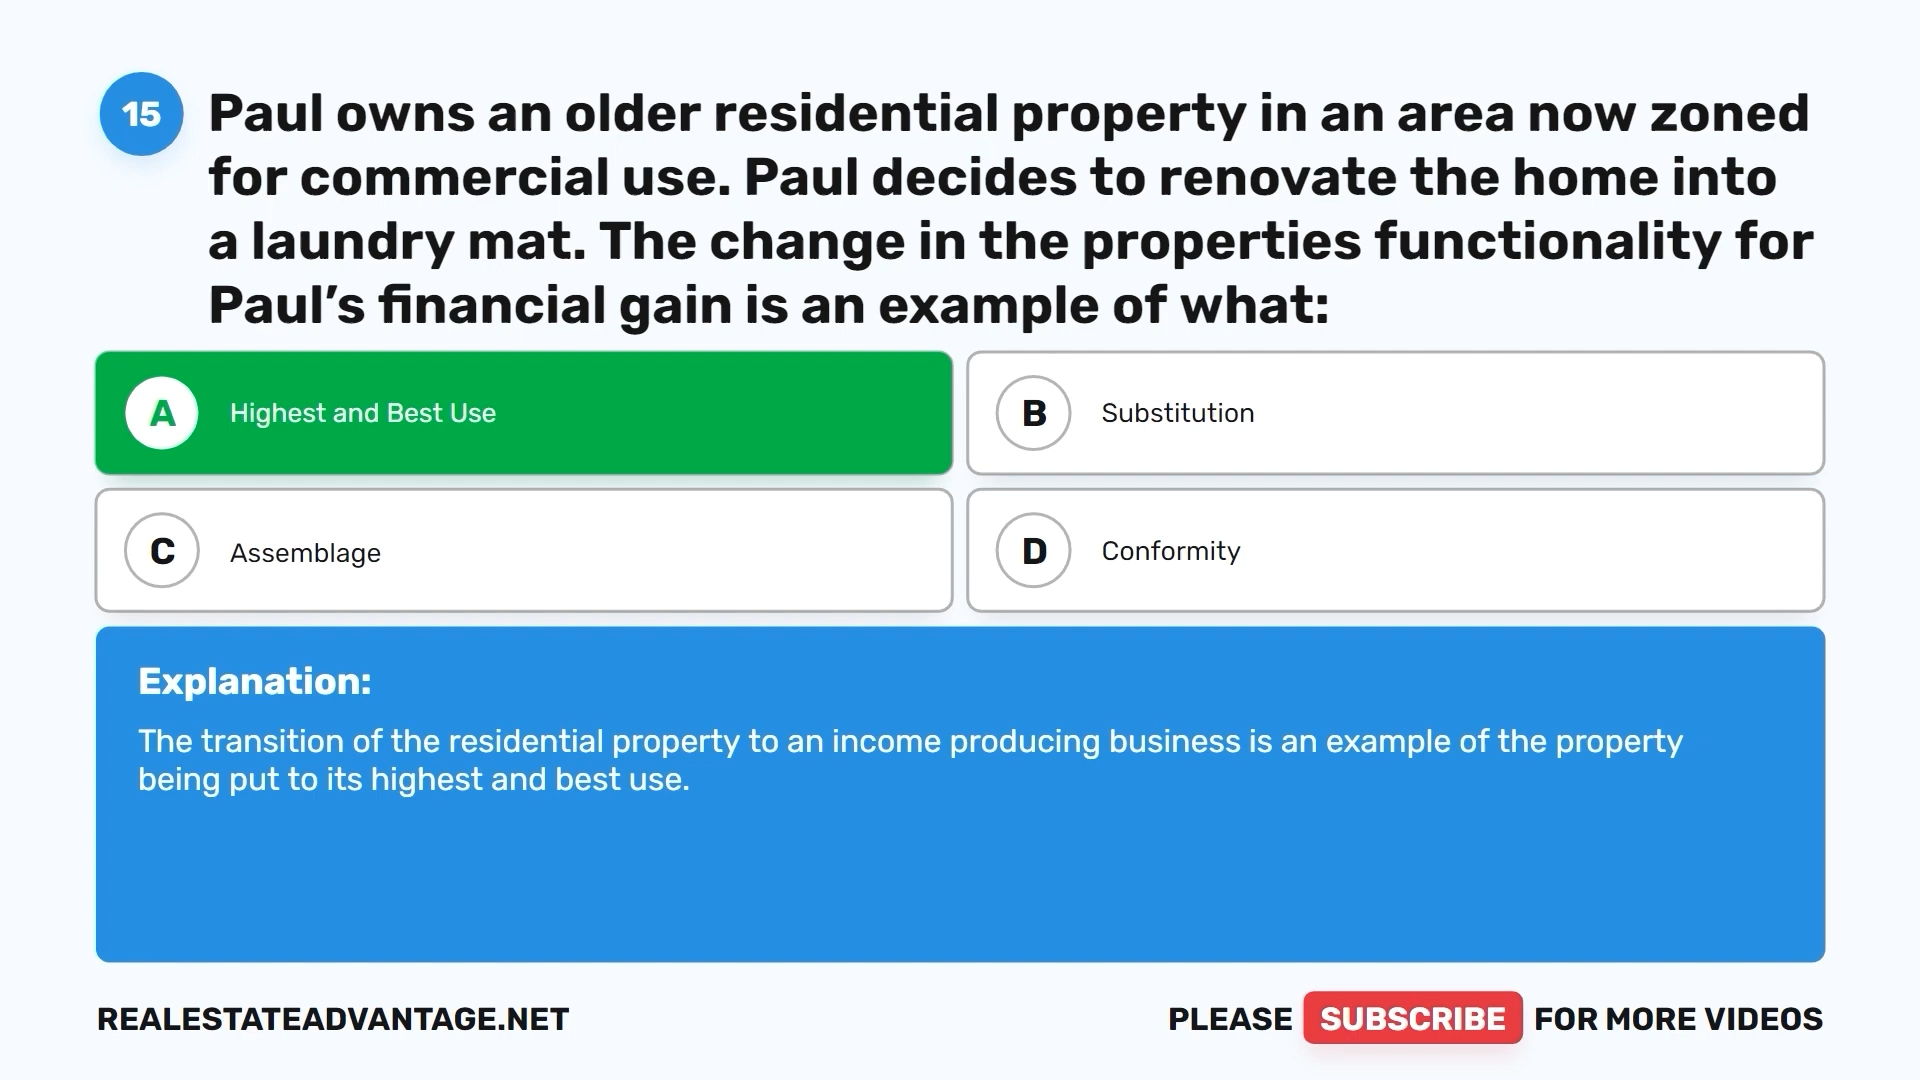 15
Paul owns an older residential property in an area now zoned
for commercial use. Paul decides to renovate the home into
a laundry mat. The change in the properties functionality for
Paul’s financial gain is an example of what:
A Highest and Best Use
B Substitution
C Assemblage
D Conformity
Explanation:
The transition of the residential property to an income producing business is an example of the property
being put to its highest and best use.
REALESTATEADVANTAGE.NET
PLEASE SUBSCRIBE FOR MORE VIDEOS